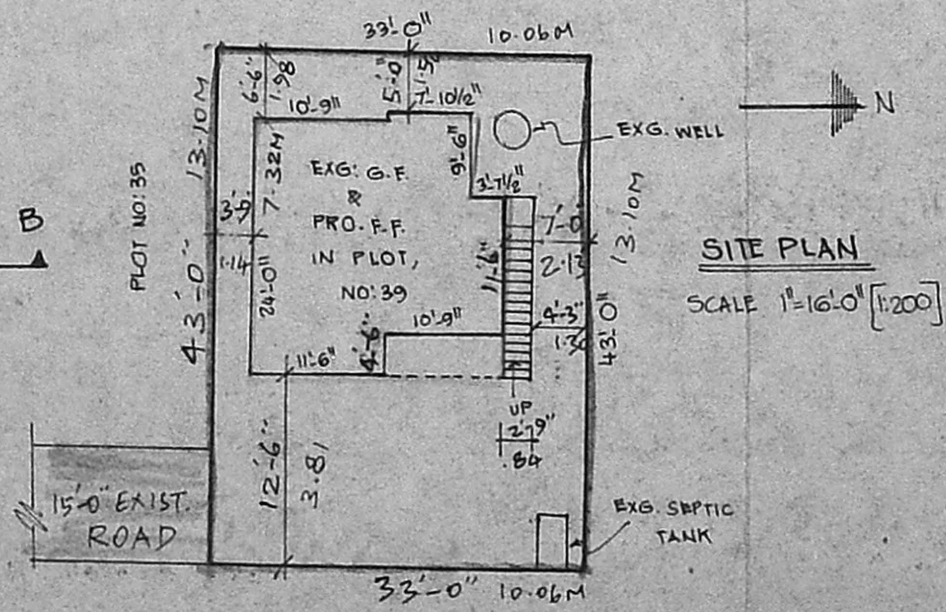 33'-0" 10.06M
6'-6" 1.98
5'-0" 1.5
10'-9" 7'-10½"
N
EXG. WELL
13.10M
PLOT NO:35
7.32M
EXG: G.F.
&
PRO. F.F.
IN PLOT,
NO:39
9'-6"
3'-7½"
B
3-9
1.14
24'-0"
11'-6"
7'-0"
2.13
13.10M
SITE PLAN
SCALE 1"=16'-0" [1:200]
43'-0"
4'-3"
1.30
43'-0"
10'-9"
11'-6"
4'-6"
UP
2'79"
.84
12'-6"
3.81
15'-0" EXIST.
ROAD
EXG. SEPTIC
TANK
33'-0" 10.06M